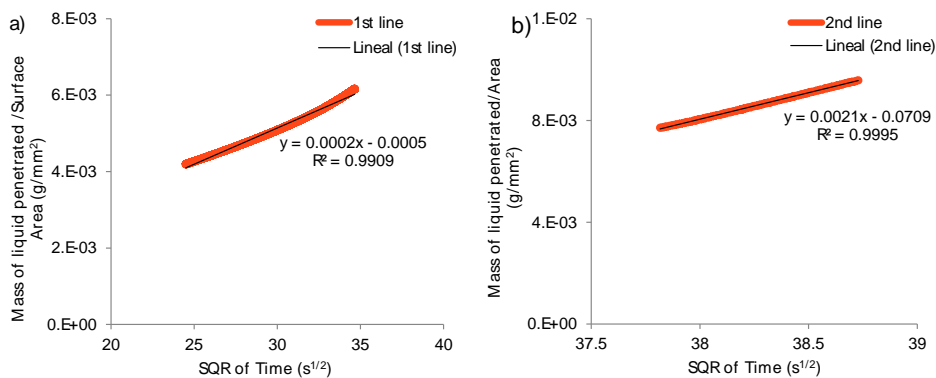 a)
1st line
Lineal (1st line)
8.E-03
6.E-03
4.E-03
2.E-03
0.E+00
Mass of liquid penetrated /Surface
Area (g/mm²)
y = 0.0002x - 0.0005
R² = 0.9909
20
25
30
35
40
SQR of Time (s^1/2)
b)
2nd line
Lineal (2nd line)
1.E-02
8.E-03
4.E-03
0.E+00
Mass of liquid penetrated/Area
(g/mm²)
y = 0.0021x - 0.0709
R² = 0.9995
37.5
38
38.5
39
SQR of Time (s^1/2)